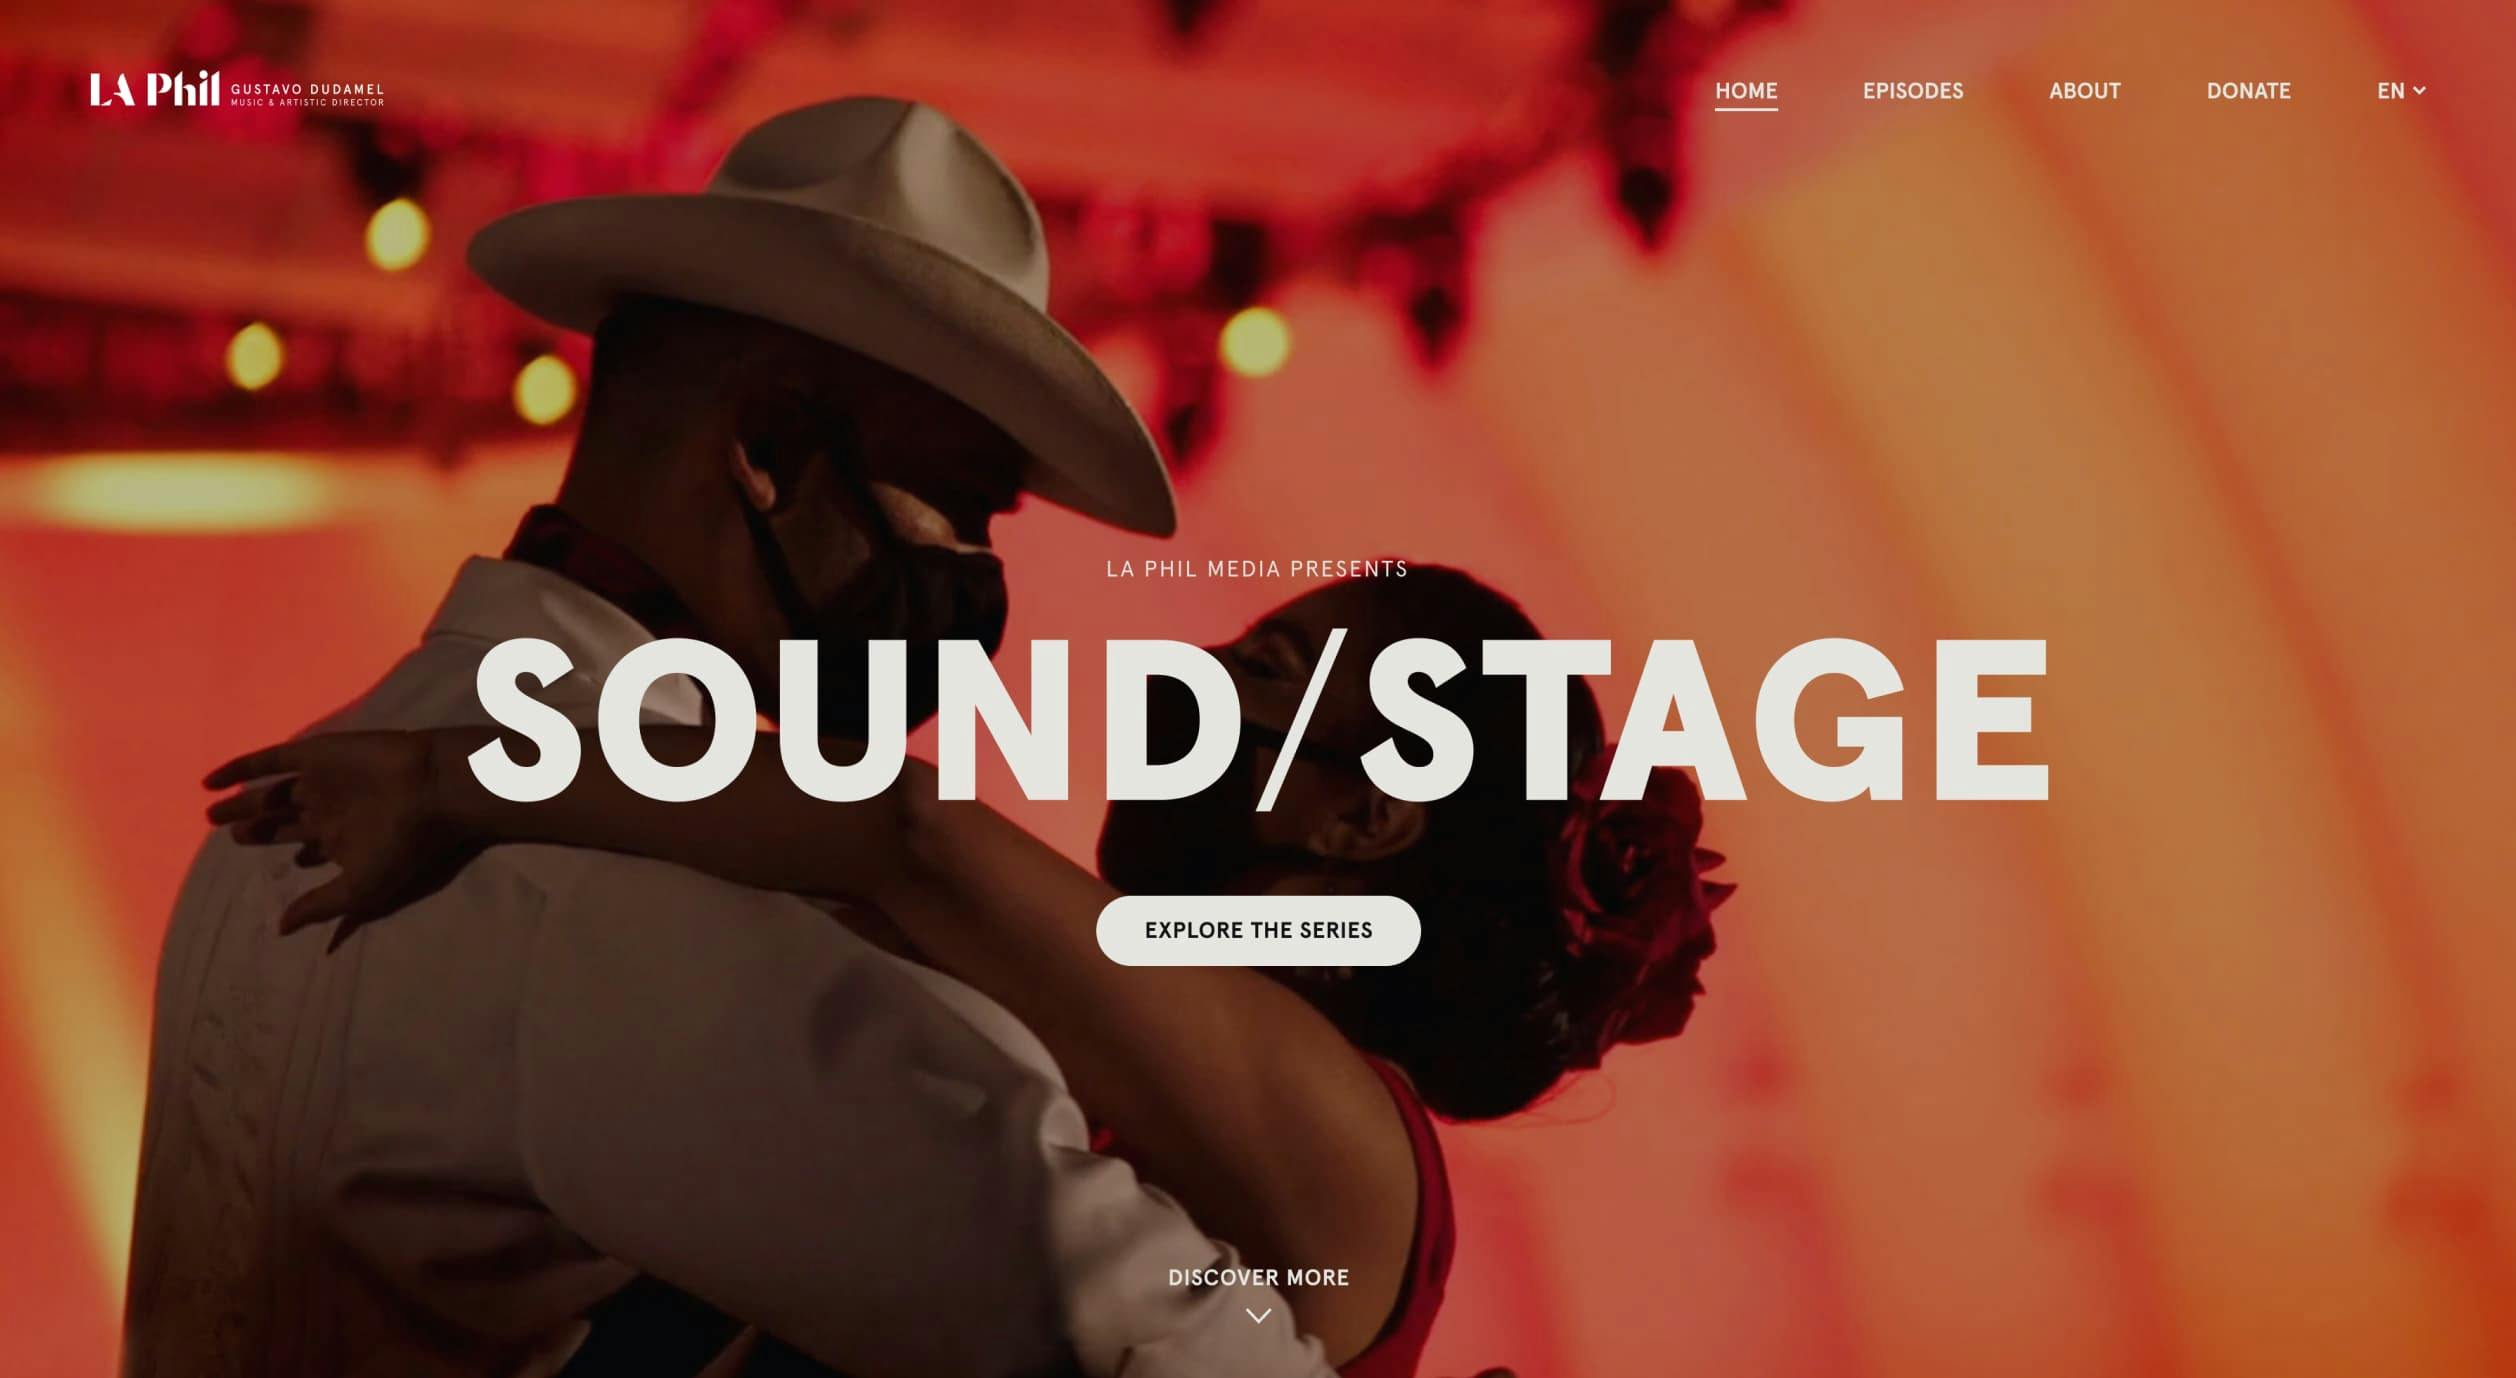 LA Phil GUSTAVO DUDAMEL
MUSIC & ARTISTIC DIRECTOR
HOME EPISODES ABOUT DONATE EN
LA PHIL MEDIA PRESENTS
SOUND/STAGE
EXPLORE THE SERIES
DISCOVER MORE